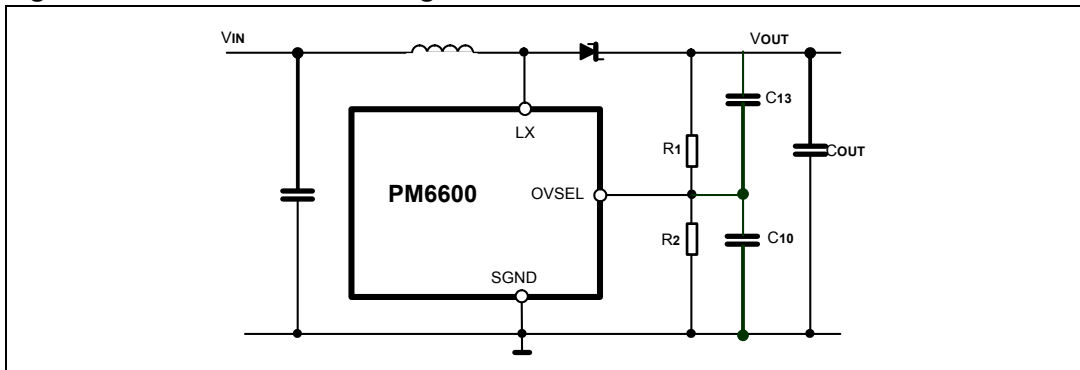 VIN
VOUT
C13
LX
R1
COUT
PM6600
OVSEL
R2
C10
SGND